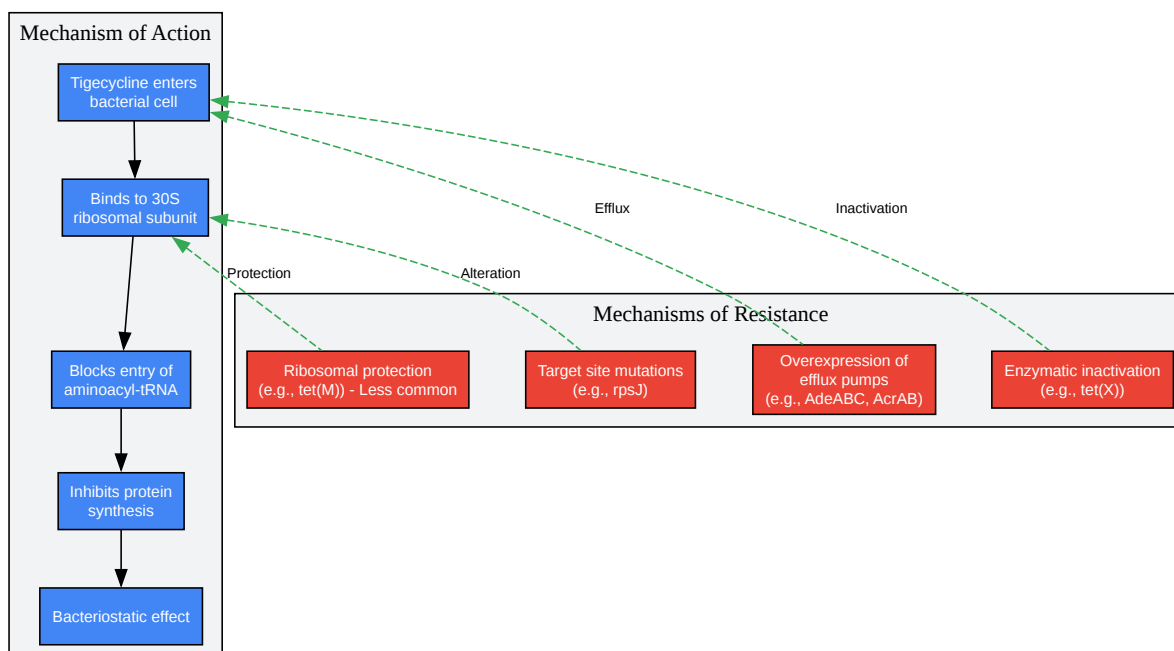 Mechanism of Action
Tigecycline enters
bacterial cell
Binds to 30S
ribosomal subunit
Blocks entry of
aminoacyl-tRNA
Inhibits protein
synthesis
Bacteriostatic effect
Efflux
Inactivation
Protection
Alteration
Mechanisms of Resistance
Ribosomal protection
(e.g., tet(M)) - Less common
Target site mutations
(e.g., rpsJ)
Overexpression of
efflux pumps
(e.g., AdeABC, AcrAB)
Enzymatic inactivation
(e.g., tet(X))